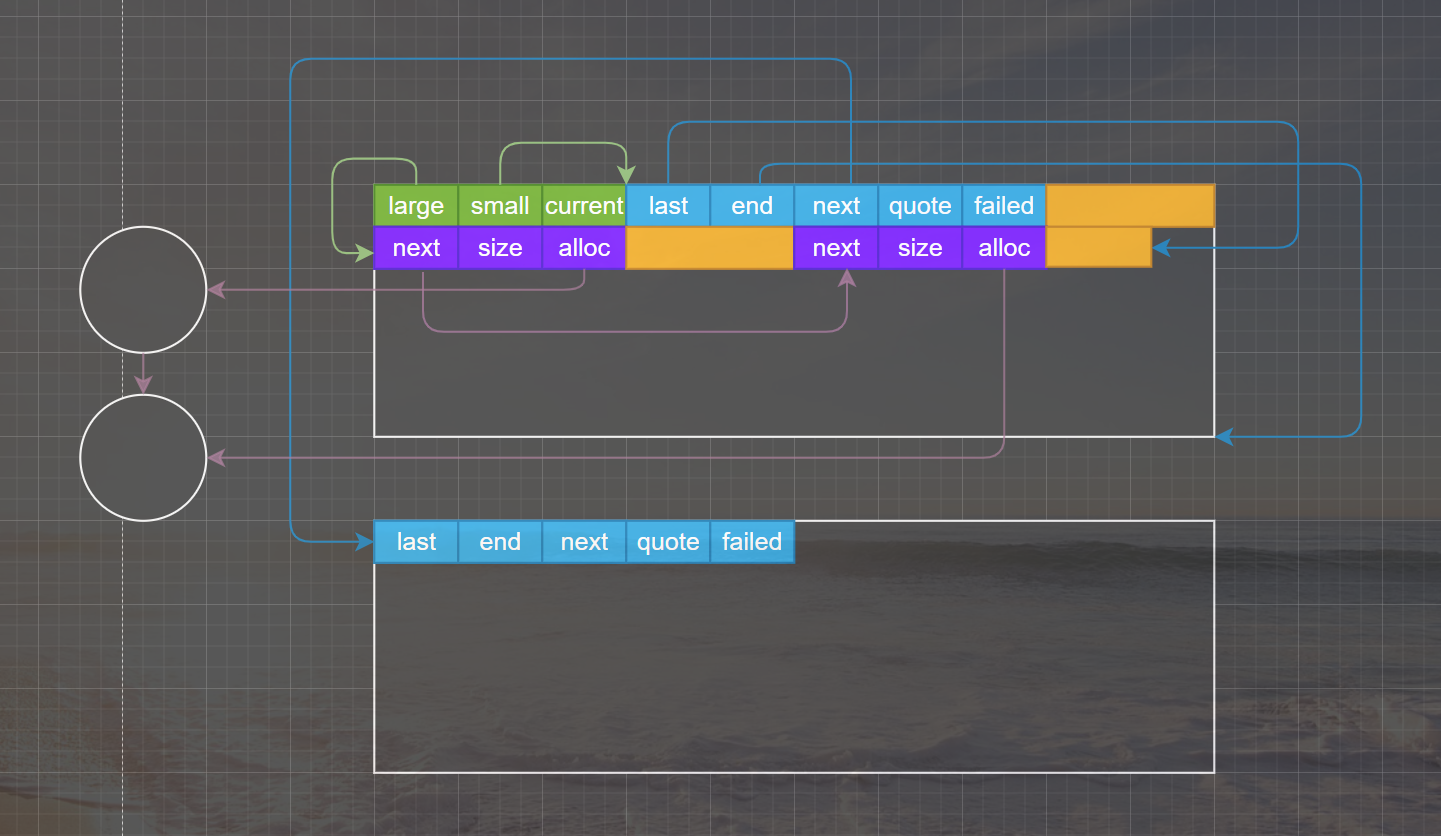 large small current last end next quote failed
next size alloc next size alloc
last end next quote failed